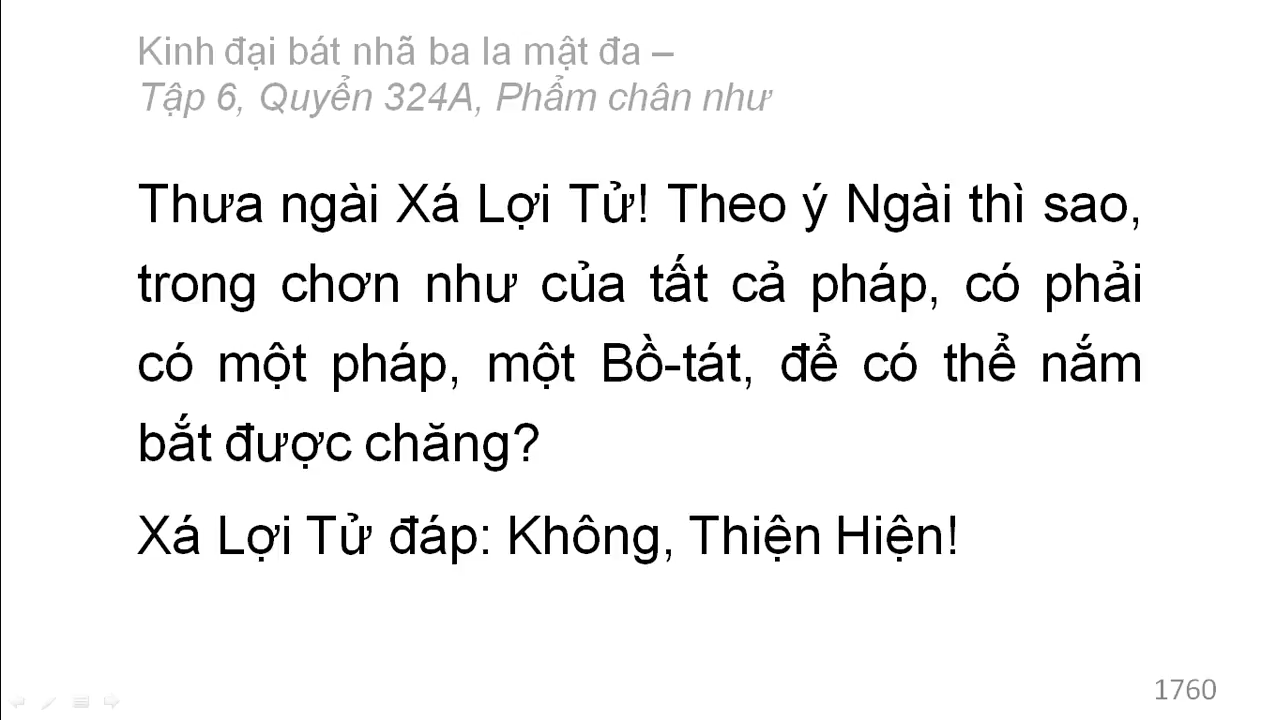 Kinh đại bát nhã ba la mật đa –
Tập 6, Quyển 324A, Phẩm chân như
Thưa ngài Xá Lợi Tử! Theo ý Ngài thì sao,
trong chơn như của tất cả pháp, có phải
có một pháp, một Bồ-tát, để có thể nắm
bắt được chăng?
Xá Lợi Tử đáp: Không, Thiện Hiện!
1760